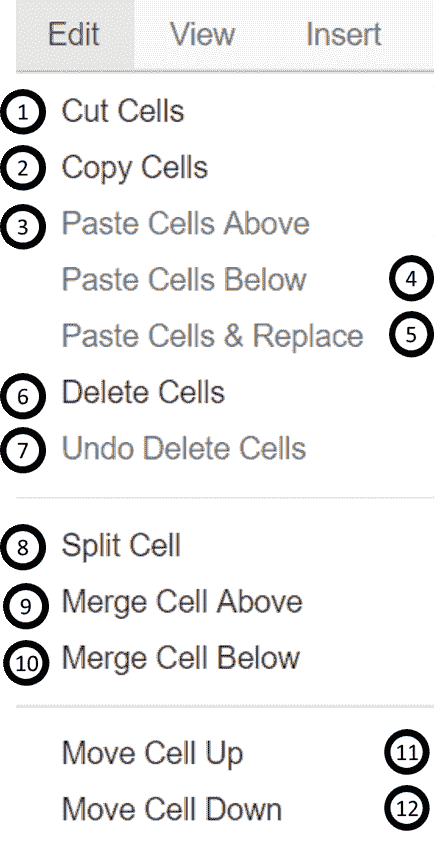 Edit View Insert
1 Cut Cells
2 Copy Cells
3 Paste Cells Above
Paste Cells Below 4
Paste Cells & Replace 5
6 Delete Cells
7 Undo Delete Cells
8 Split Cell
9 Merge Cell Above
10 Merge Cell Below
Move Cell Up 11
Move Cell Down 12